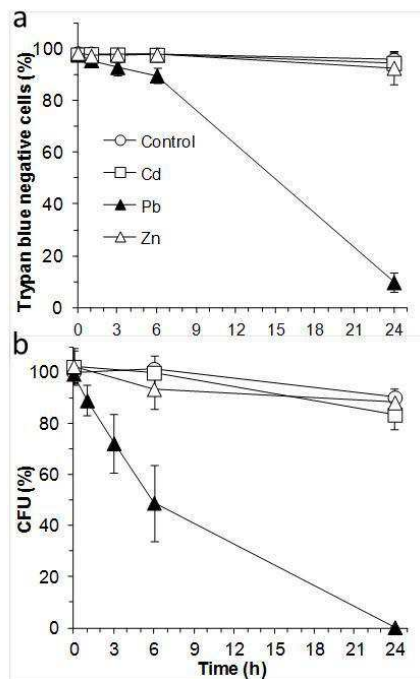 a
Trypan blue negative cells (%)
100
80
60
40
20
0
Control
Cd
Pb
Zn
0 3 6 9 12 15 18 21 24
b
CFU (%)
100
80
60
40
20
0
0 3 6 9 12 15 18 21 24
Time (h)